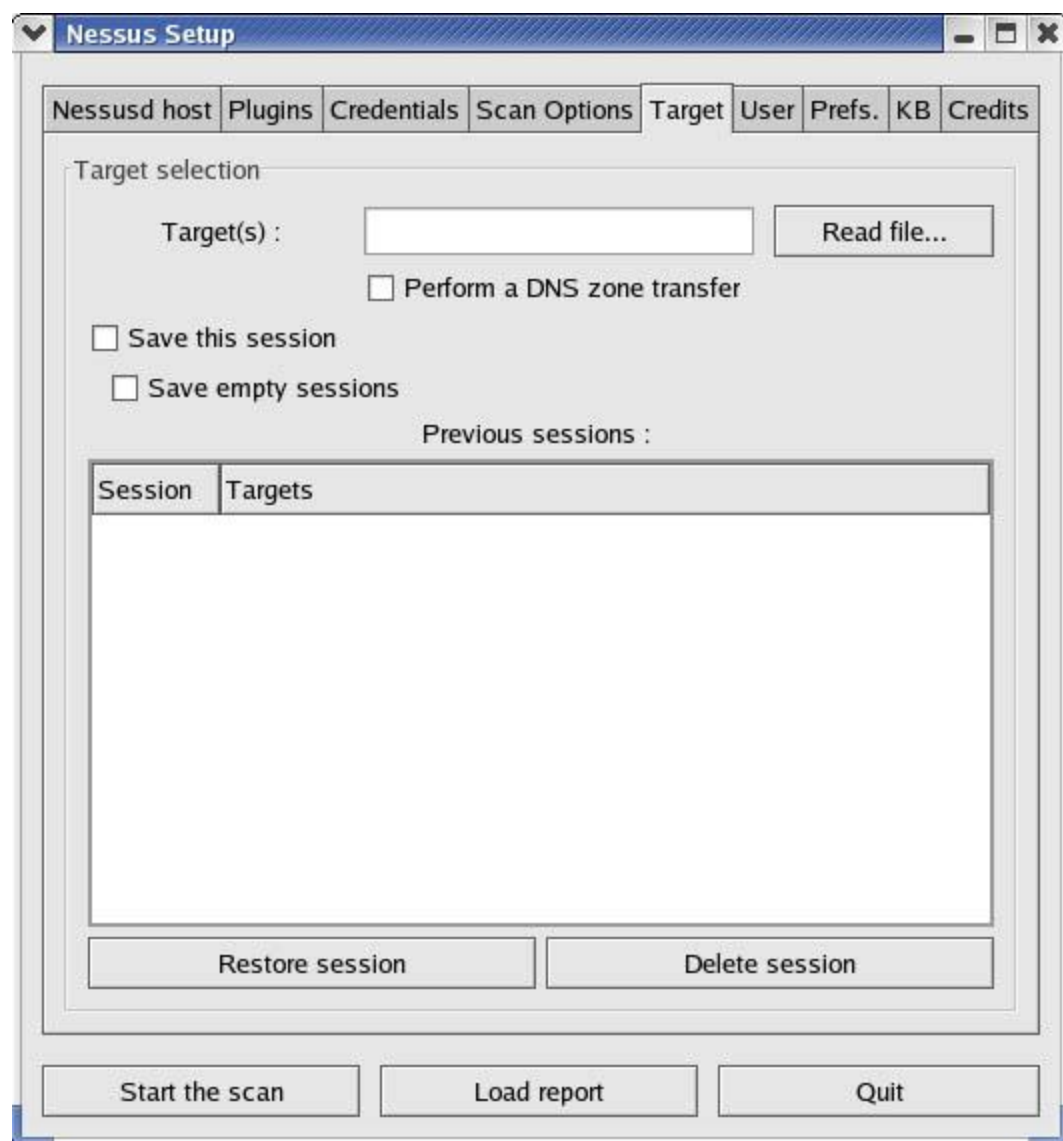 Nessus Setup
Nessusd host Plugins Credentials Scan Options Target User Prefs. KB Credits
Target selection
Target(s) : Read file...
Perform a DNS zone transfer
Save this session
Save empty sessions
Previous sessions :
Session Targets
Restore session Delete session
Start the scan Load report Quit